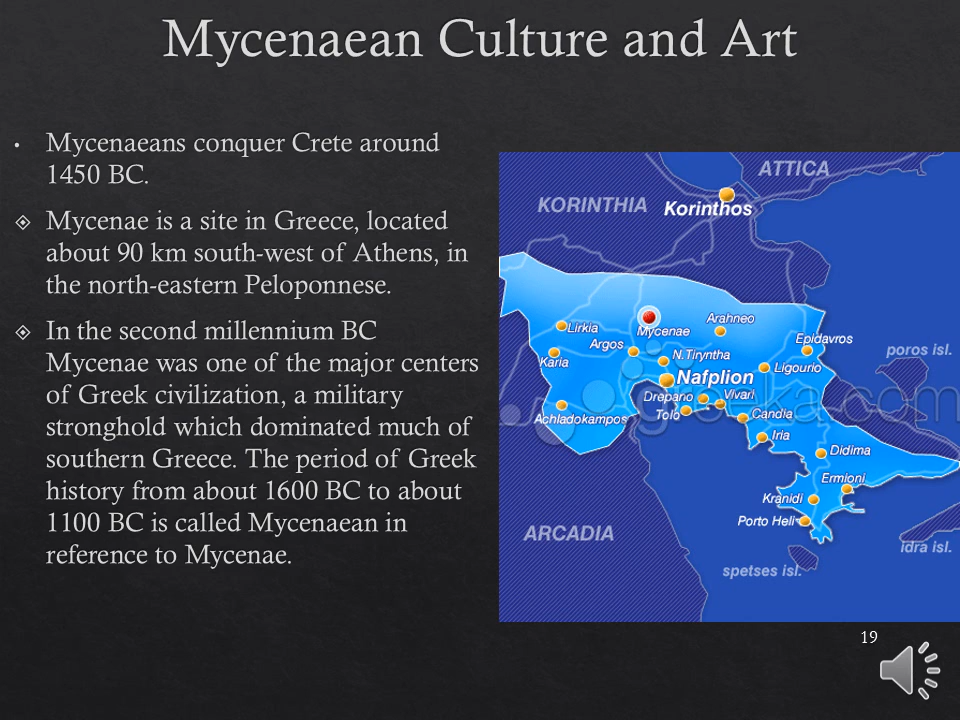 Mycenaean Culture and Art
• Mycenaeans conquer Crete around
1450 BC.
Mycenae is a site in Greece, located
about 90 km south-west of Athens, in
the north-eastern Peloponnese.
In the second millennium BC
Mycenae was one of the major centers
of Greek civilization, a military
stronghold which dominated much of
southern Greece. The period of Greek
history from about 1600 BC to about
1100 BC is called Mycenaean in
reference to Mycenae.
ATTICA
KORINTHIA
Korinthos
Lirkia
Mycenae
Arahneo
Argos
Epidavros
Karia
N.Tiryntha
poros isl.
Ligourio
Nafplion
Drepano
Vivari
Tolo
Achladokampos
Candia
Iria
Didima
Ermioni
Kranidi
Porto Heli
ARCADIA
idra isl.
spetses isl.
19